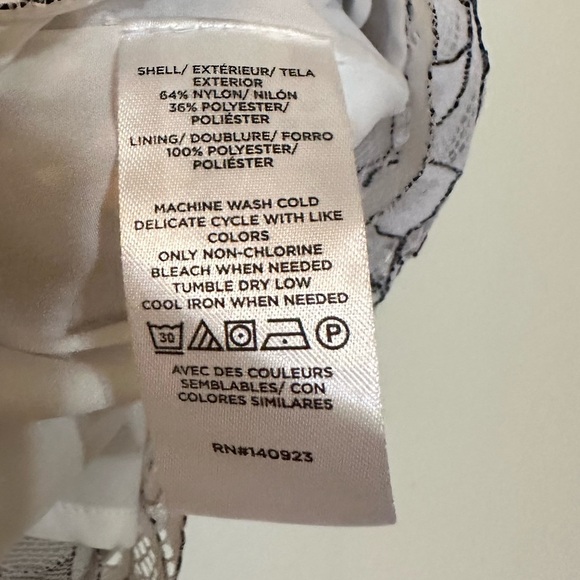 SHELL/ EXTÉRIEUR/ TELA
EXTERIOR
64% NYLON/ NILÓN
36% POLYESTER/
POLIÉSTER
LINING/ DOUBLURE/ FORRO
100% POLYESTER/
POLIÉSTER
MACHINE WASH COLD
DELICATE CYCLE WITH LIKE
COLORS
ONLY NON-CHLORINE
BLEACH WHEN NEEDED
TUMBLE DRY LOW
COOL IRON WHEN NEEDED
30 P
AVEC DES COULEURS
SEMBLABLES/ CON
COLORES SIMILARES
RN#140923